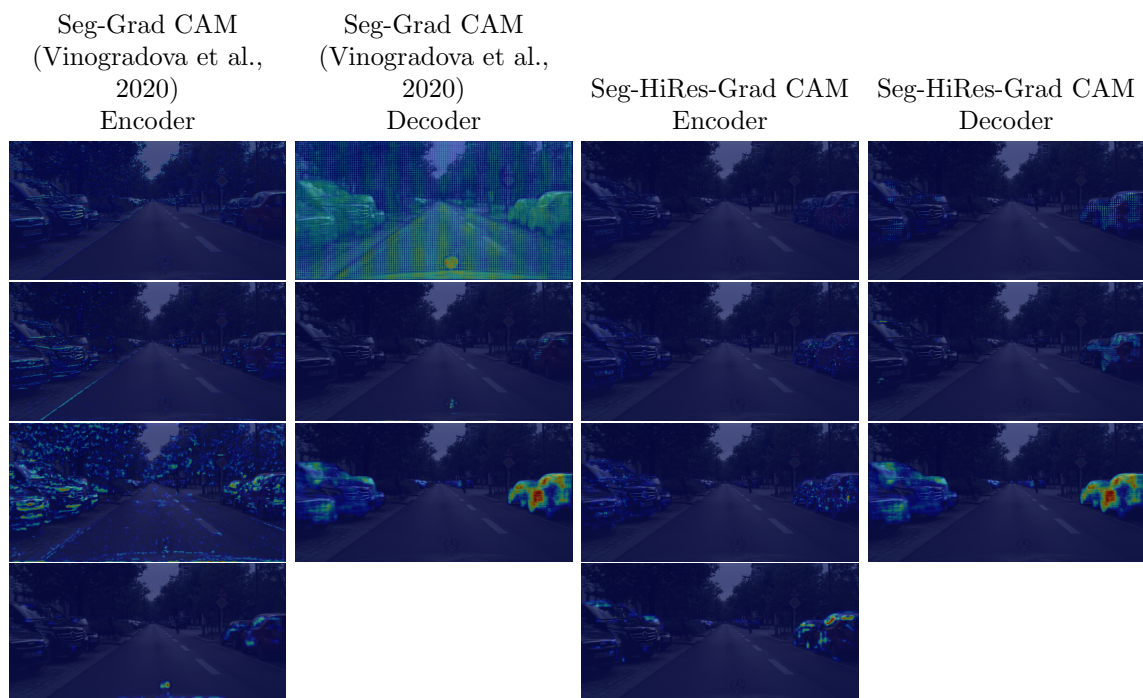 Seg-Grad CAM
(Vinogradova et al.,
2020)
Encoder
Seg-Grad CAM
(Vinogradova et al.,
2020)
Decoder
Seg-HiRes-Grad CAM
Encoder
Seg-HiRes-Grad CAM
Decoder